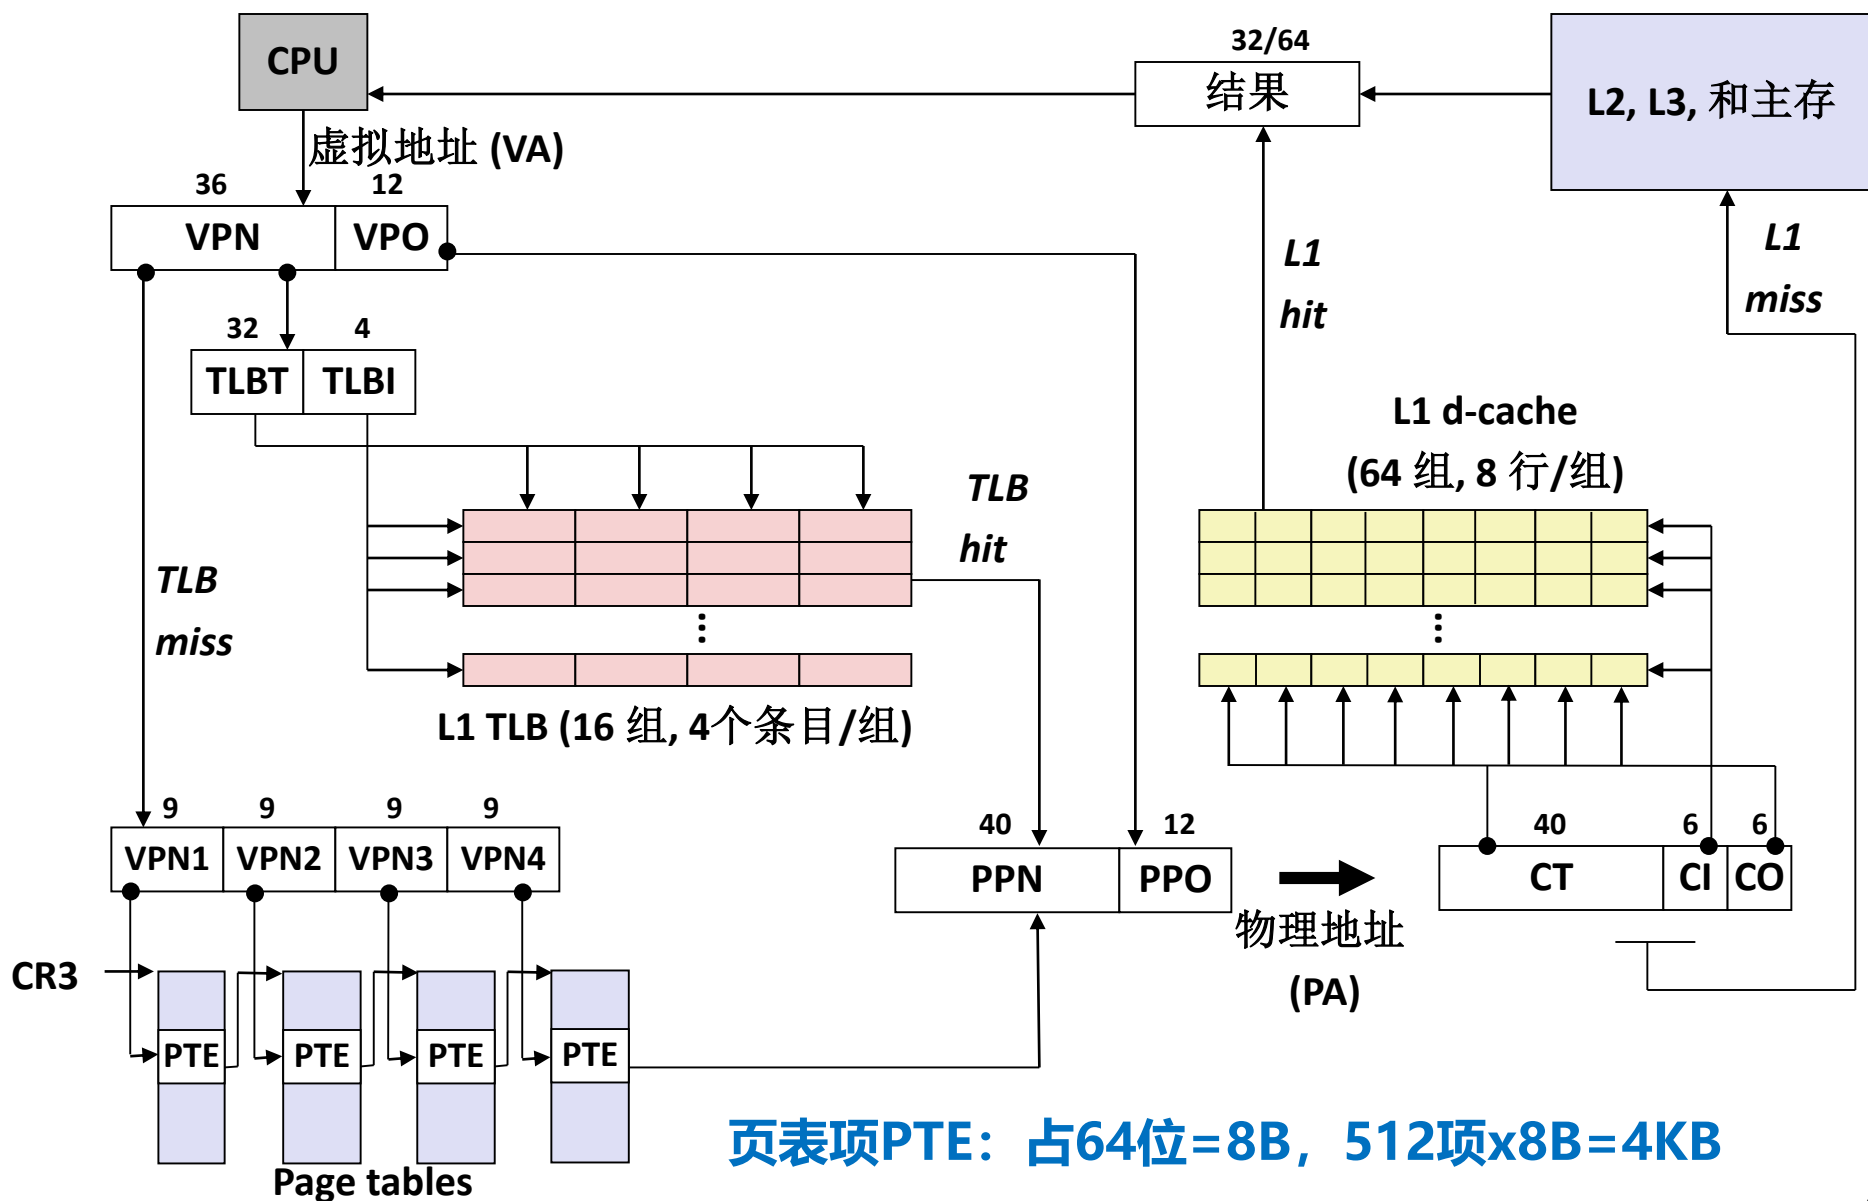 CPU
32/64
结果
L2, L3, 和主存
虚拟地址 (VA)
36 12
VPN VPO
L1
hit
L1
miss
32 4
TLBT TLBI
L1 d-cache
(64 组, 8 行/组)
TLB
hit
TLB
miss
...
...
L1 TLB (16 组, 4个条目/组)
9 9 9 9
VPN1 VPN2 VPN3 VPN4
40 12
PPN PPO
40 6 6
CT CI CO
物理地址
(PA)
CR3
PTE PTE PTE PTE
Page tables
页表项PTE：占64位=8B，512项x8B=4KB